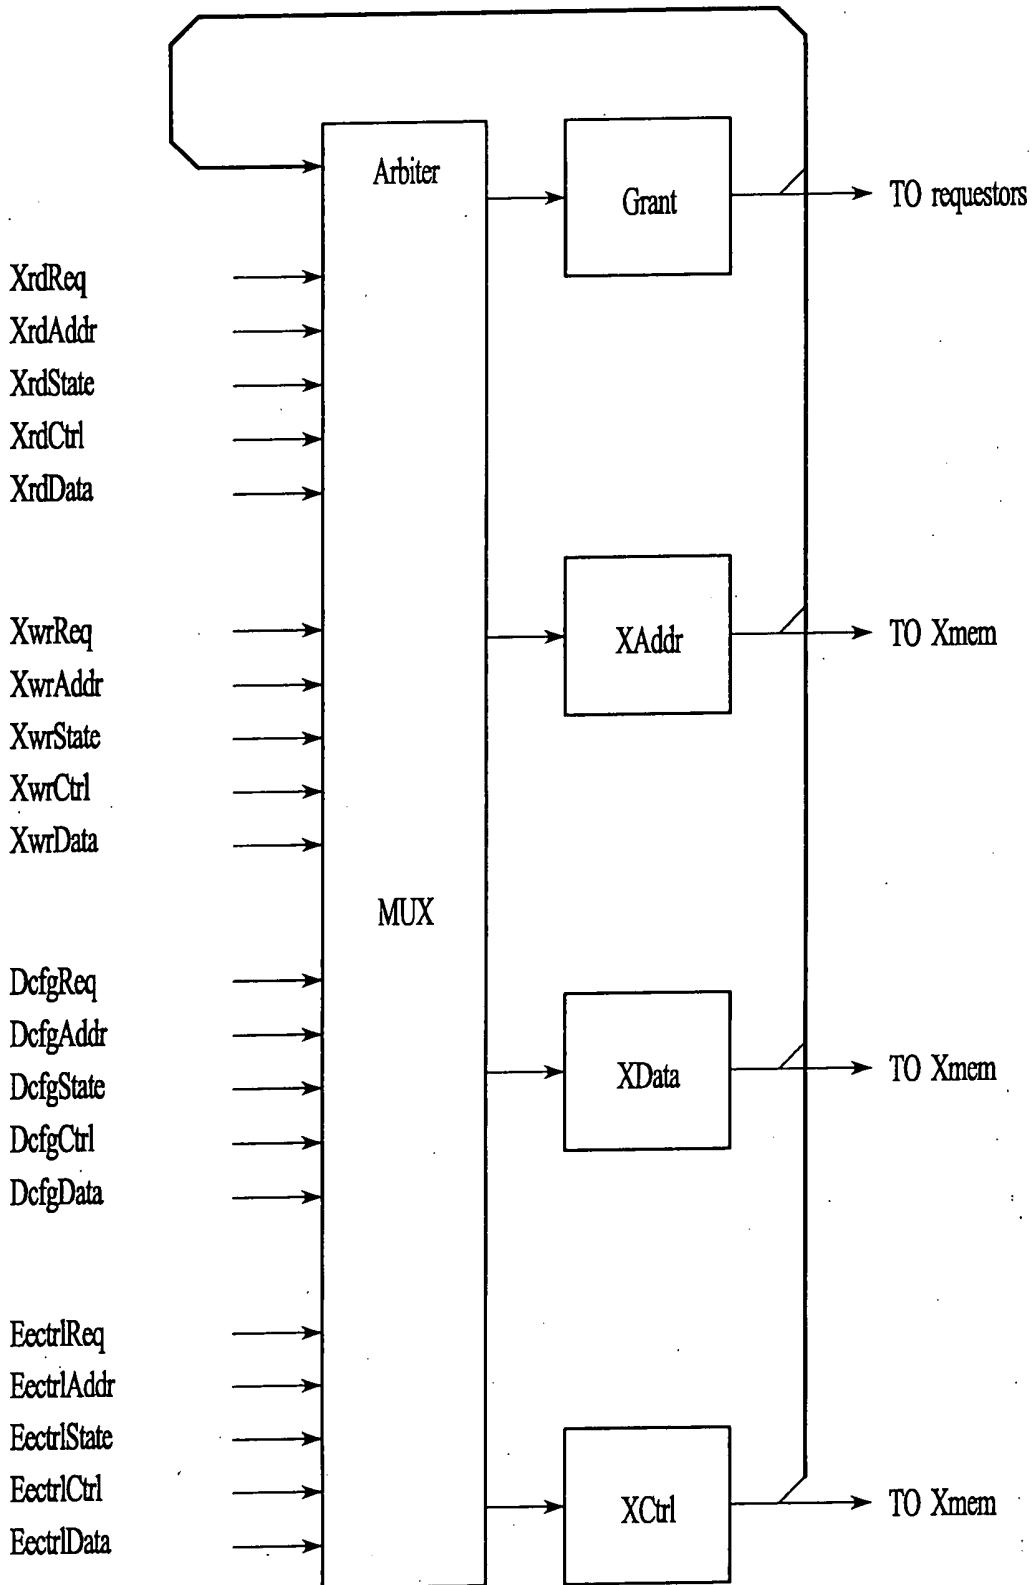 Arbiter
Grant
TO requestors
XrdReq
XrdAddr
XrdState
XrdCtrl
XrdData
XwrReq
XAddr
TO Xmem
XwrAddr
XwrState
XwrCtrl
XwrData
MUX
DcfgReq
DcfgAddr
XData
TO Xmem
DcfgState
DcfgCtrl
DcfgData
EectrlReq
EectrlAddr
EectrlState
EectrlCtrl
XCtrl
TO Xmem
EectrlData